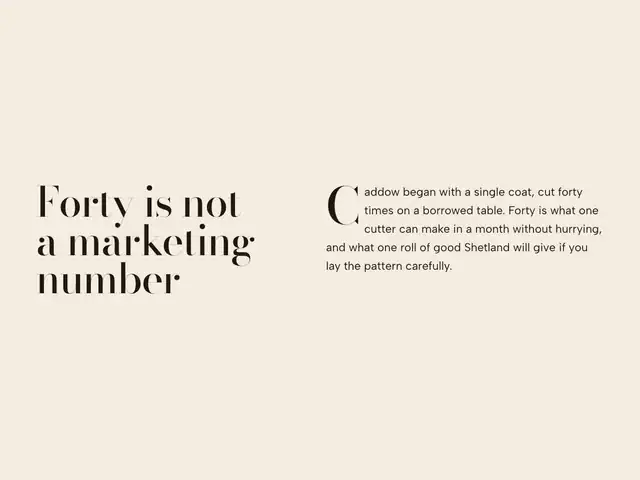 Forty is not
a marketing
number
Caddow began with a single coat, cut forty
times on a borrowed table. Forty is what one
cutter can make in a month without hurrying,
and what one roll of good Shetland will give if you
lay the pattern carefully.